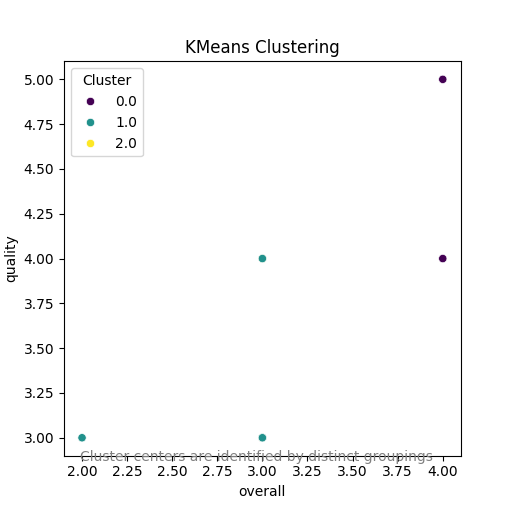 KMeans Clustering
5.00
4.75
4.50
4.25
4.00
3.75
3.50
3.25
3.00
quality
Cluster
0.0
1.0
2.0
Cluster centers are identified by distinct groupings
2.00 2.25 2.50 2.75 3.00 3.25 3.50 3.75 4.00
overall